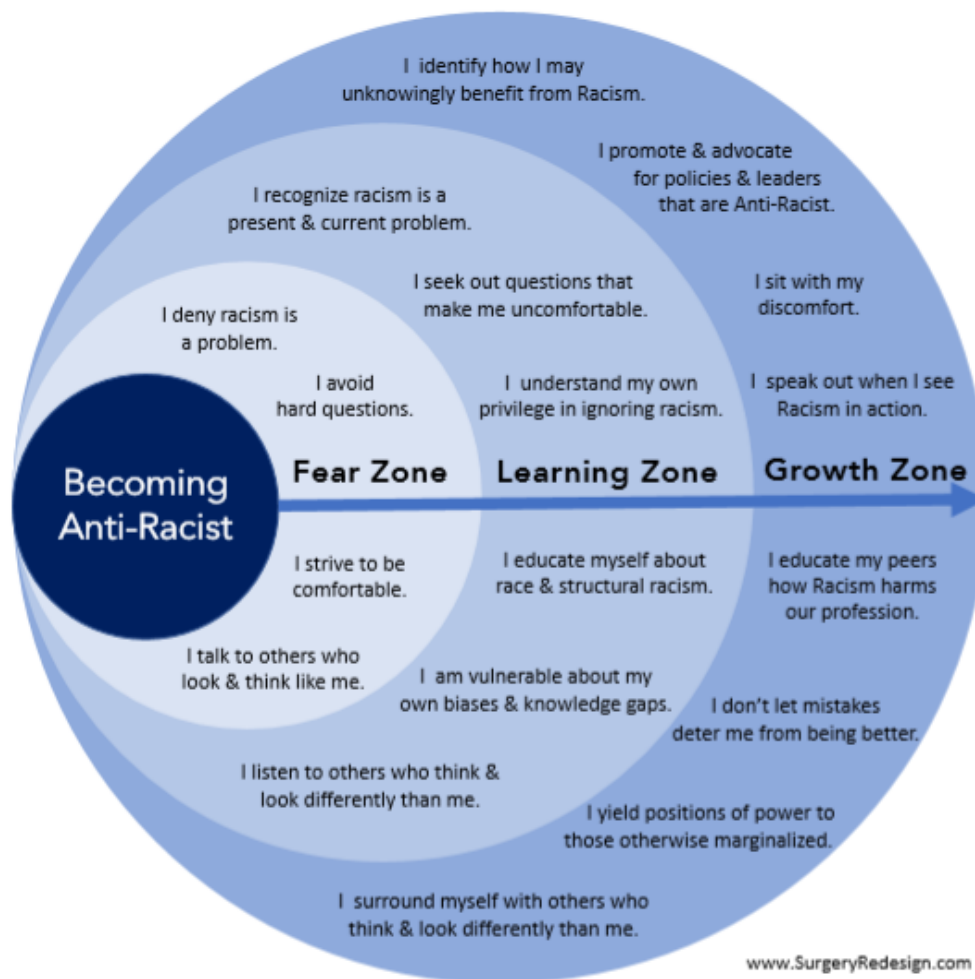 I identify how I may
unknowingly benefit from Racism.
I promote & advocate
for policies & leaders
that are Anti-Racist.
I recognize racism is a
present & current problem.
I seek out questions that
make me uncomfortable.
I sit with my
discomfort.
I deny racism is
a problem.
I avoid
hard questions.
I understand my own
privilege in ignoring racism.
I speak out when I see
Racism in action.
Becoming
Anti-Racist
Fear Zone
Learning Zone
Growth Zone
I strive to be
comfortable.
I educate myself about
race & structural racism.
I educate my peers
how Racism harms
our profession.
I talk to others who
look & think like me.
I am vulnerable about my
own biases & knowledge gaps.
I don't let mistakes
deter me from being better.
I listen to others who think &
look differently than me.
I yield positions of power to
those otherwise marginalized.
I surround myself with others who
think & look differently than me.
www.SurgeryRedesign.com